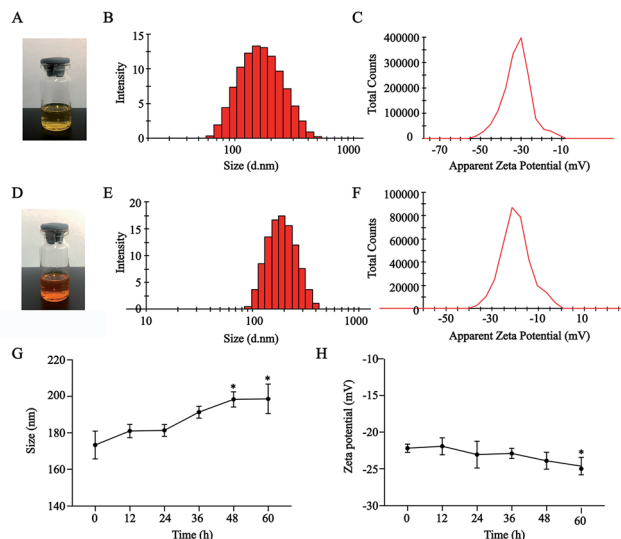 A
B
C
Intensity
15
10
5
0
100
1000
Size (d.nm)
Total Counts
400000
300000
200000
100000
0
-70
-50
-30
-10
Apparent Zeta Potential (mV)
D
E
F
Intensity
20
15
10
5
0
10
100
1000
Size (d.nm)
Total Counts
100000
80000
60000
40000
20000
0
-50
-30
-10
10
Apparent Zeta Potential (mV)
G
H
Size (nm)
220
200
180
160
140
*
*
0
12
24
36
48
60
Time (h)
Zeta potential (mV)
-10
-15
-20
-25
-30
*
0
12
24
36
48
60
Time (h)